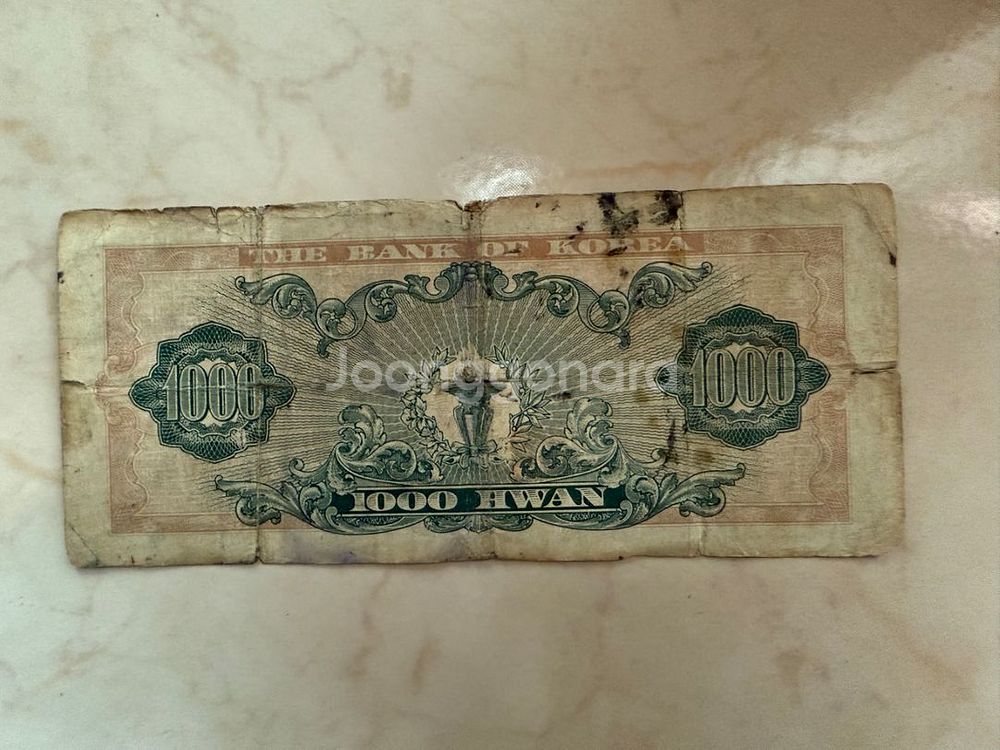 THE BANK OF KOREA
1000
1000
Joonggonara
1000 HWAN